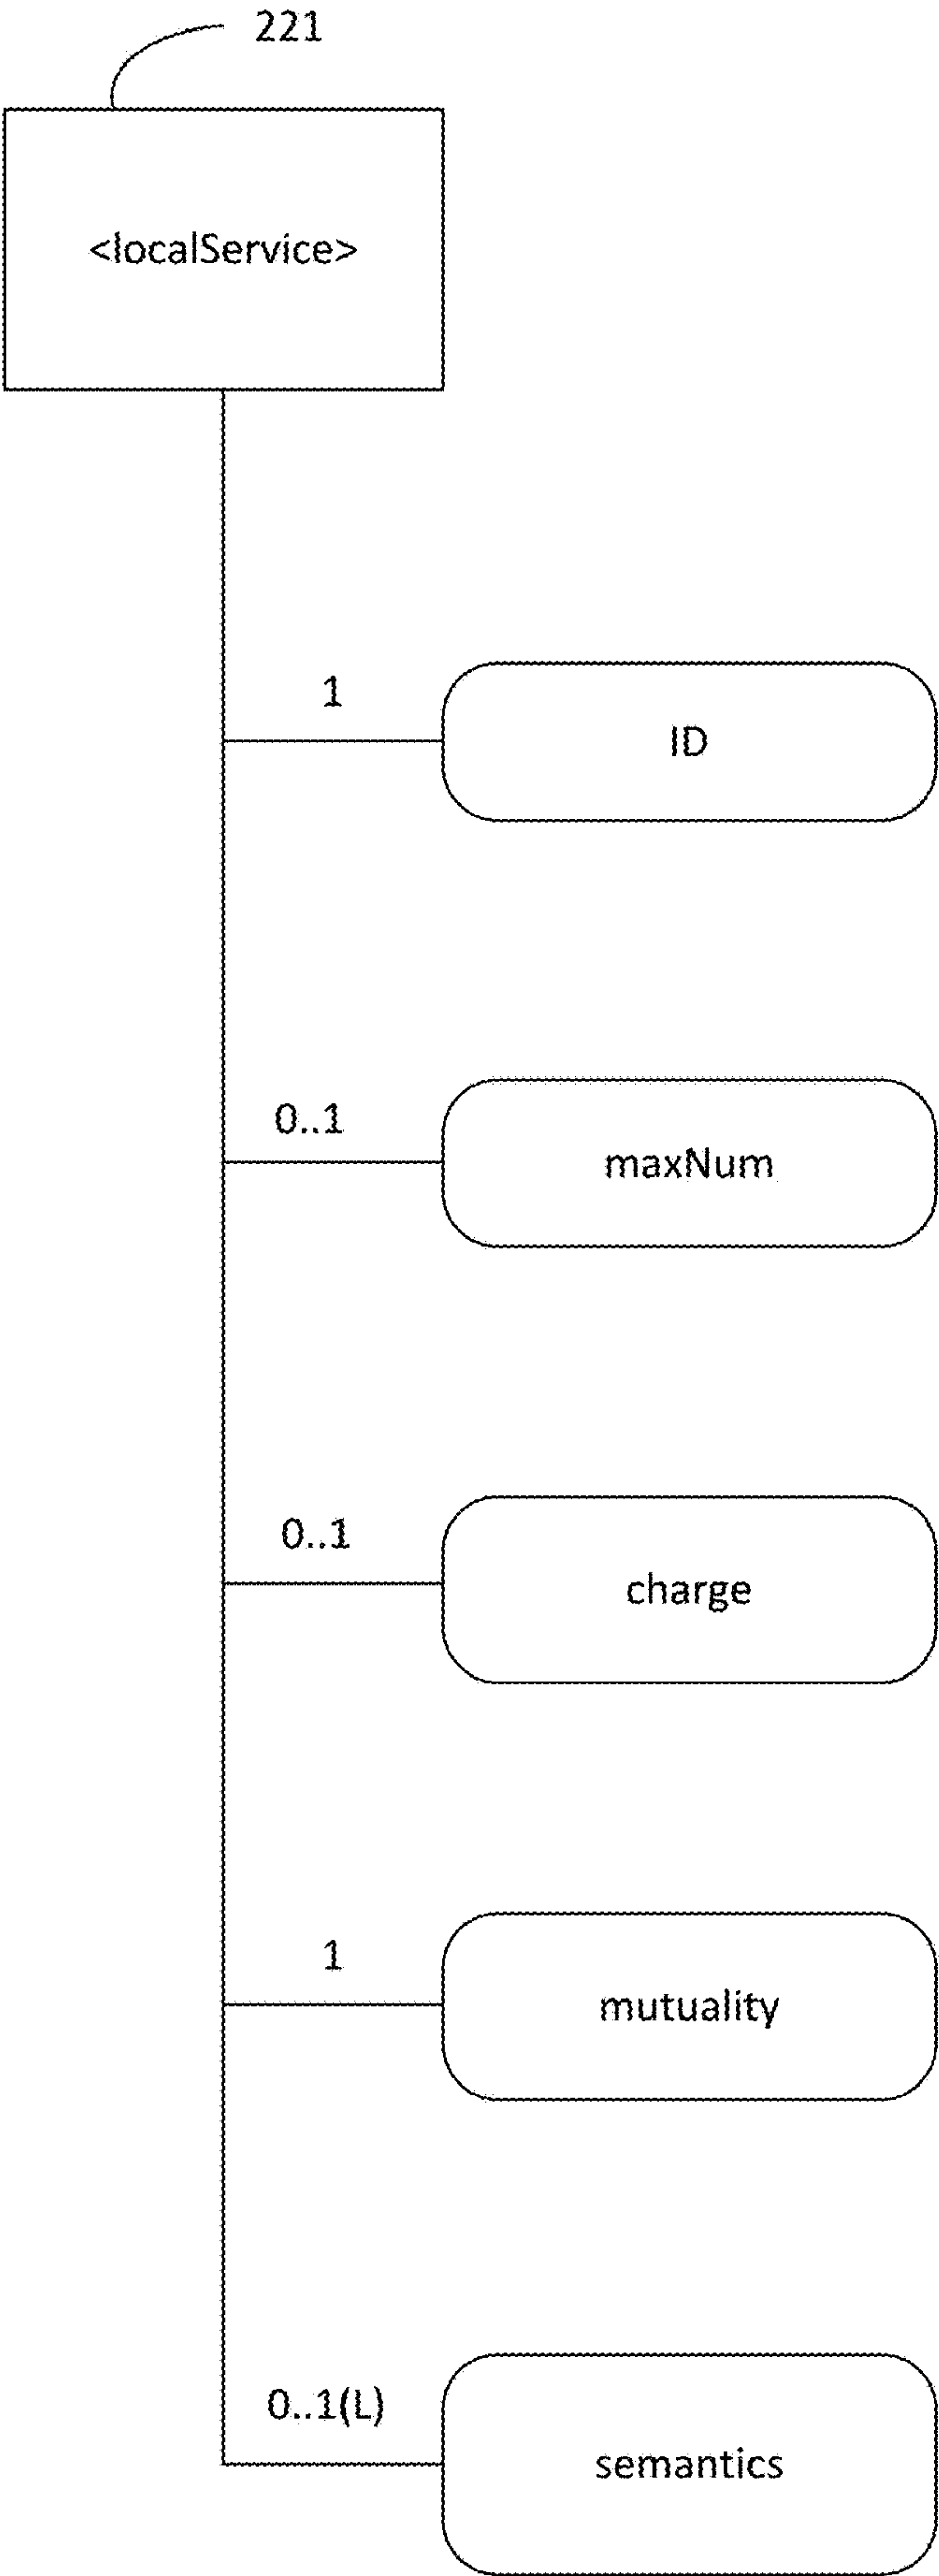 221
<localService>
1
ID
0..1
maxNum
0..1
charge
1
mutuality
0..1(L)
semantics